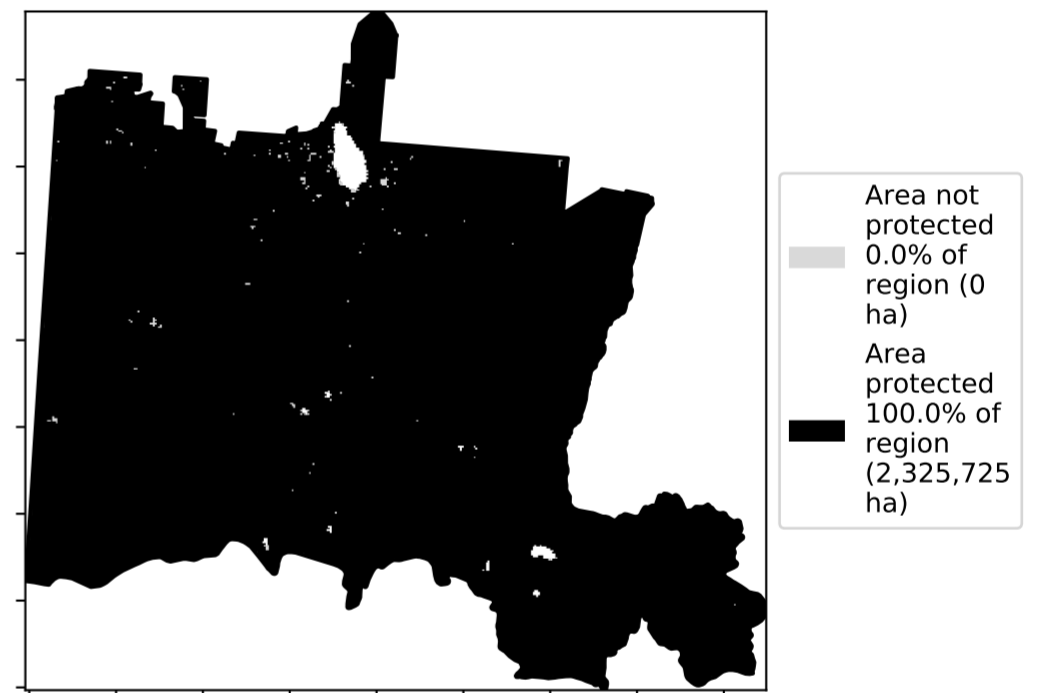 Area not
protected
0.0% of
region (0
ha)
Area
protected
100.0% of
region
(2,325,725
ha)